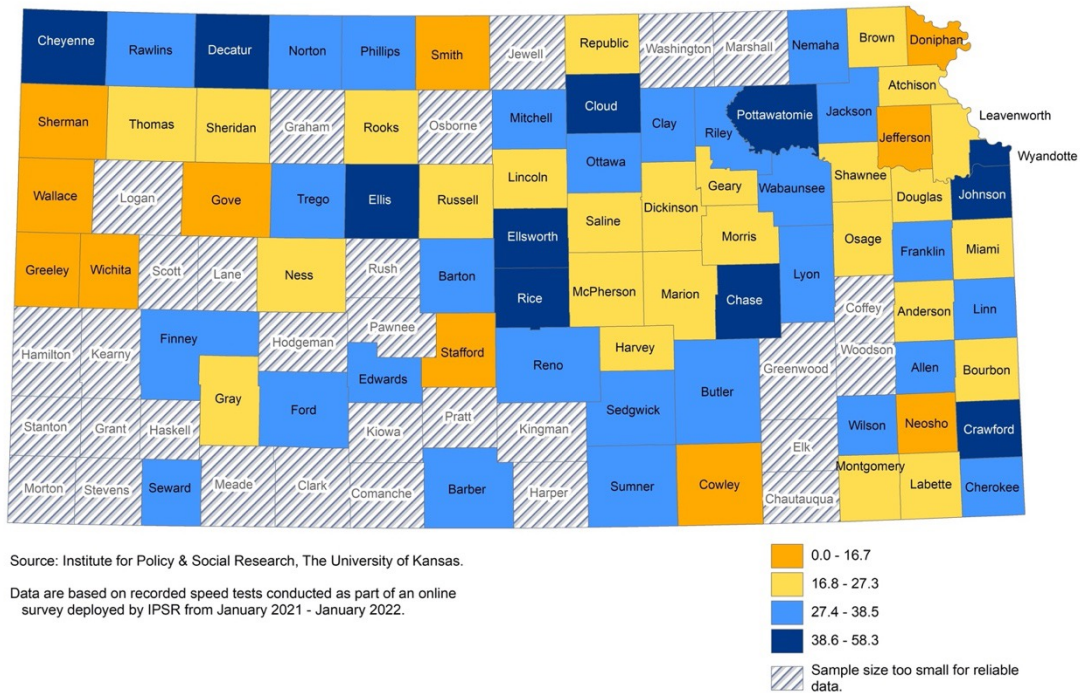 Cheyenne
Rawlins
Decatur
Norton
Phillips
Smith
Jewell
Republic
Washington
Marshall
Nemaha
Brown
Doniphan
Sherman
Thomas
Sheridan
Graham
Rooks
Osborne
Mitchell
Cloud
Clay
Riley
Pottawatomie
Jackson
Atchison
Jefferson
Leavenworth
Wyandotte
Wallace
Logan
Gove
Trego
Ellis
Russell
Lincoln
Ottawa
Saline
Dickinson
Geary
Wabaunsee
Shawnee
Douglas
Johnson
Greeley
Wichita
Scott
Lane
Ness
Rush
Barton
Ellsworth
Rice
McPherson
Marion
Morris
Chase
Lyon
Osage
Franklin
Miami
Hamilton
Kearny
Finney
Hodgeman
Pawnee
Edwards
Stafford
Reno
Harvey
Butler
Greenwood
Coffey
Woodson
Anderson
Linn
Allen
Bourbon
Stanton
Grant
Haskell
Gray
Ford
Kiowa
Pratt
Kingman
Sedgwick
Elk
Wilson
Neosho
Crawford
Morton
Stevens
Seward
Meade
Clark
Comanche
Barber
Harper
Sumner
Cowley
Chautauqua
Montgomery
Labette
Cherokee
Source: Institute for Policy & Social Research, The University of Kansas.
Data are based on recorded speed tests conducted as part of an online
survey deployed by IPSR from January 2021 - January 2022.
0.0 - 16.7
16.8 - 27.3
27.4 - 38.5
38.6 - 58.3
Sample size too small for reliable
data.